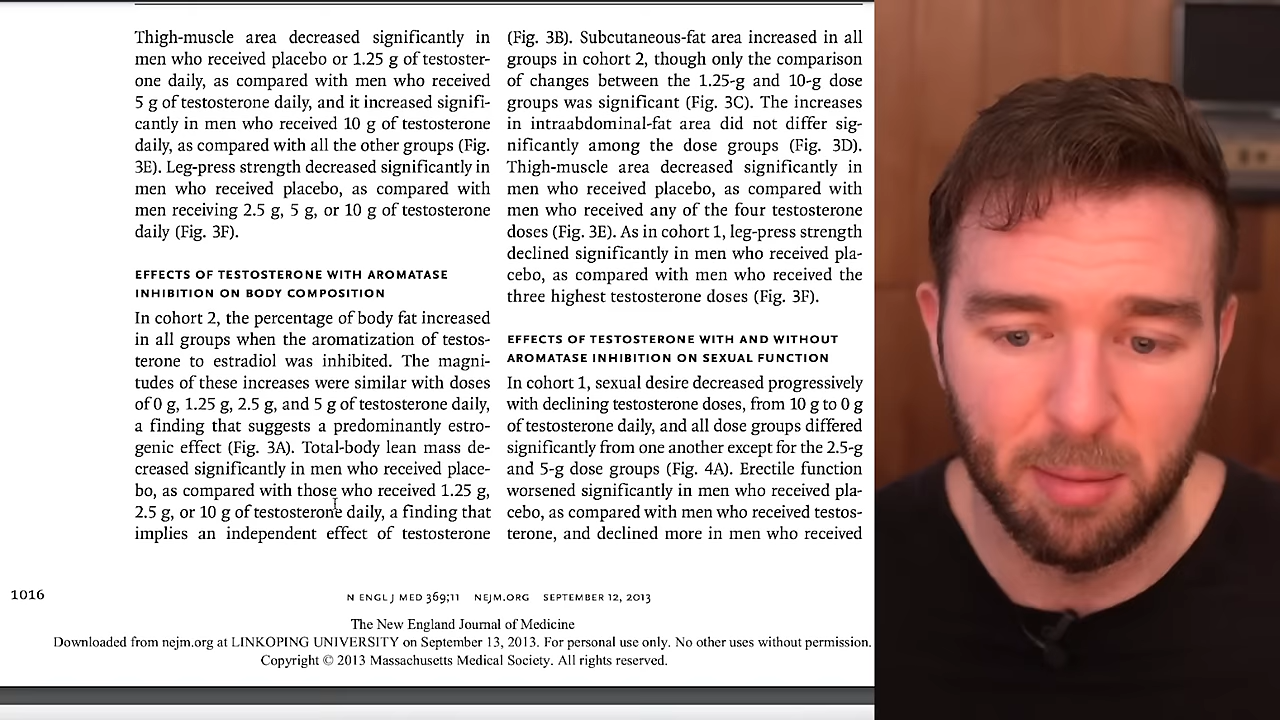 Thigh-muscle area decreased significantly in
men who received placebo or 1.25 g of testoster-
one daily, as compared with men who received
5 g of testosterone daily, and it increased signifi-
cantly in men who received 10 g of testosterone
daily, as compared with all the other groups (Fig.
3E). Leg-press strength decreased significantly in
men who received placebo, as compared with
men receiving 2.5 g, 5 g, or 10 g of testosterone
daily (Fig. 3F).
EFFECTS OF TESTOSTERONE WITH AROMATASE
INHIBITION ON BODY COMPOSITION
In cohort 2, the percentage of body fat increased
in all groups when the aromatization of testos-
terone to estradiol was inhibited. The magni-
tudes of these increases were similar with doses
of 0 g, 1.25 g, 2.5 g, and 5 g of testosterone daily,
a finding that suggests a predominantly estro-
genic effect (Fig. 3A). Total-body lean mass de-
creased significantly in men who received place-
bo, as compared with those who received 1.25 g,
2.5 g, or 10 g of testosterone daily, a finding that
implies an independent effect of testosterone
(Fig. 3B). Subcutaneous-fat area increased in all
groups in cohort 2, though only the comparison
of changes between the 1.25-g and 10-g dose
groups was significant (Fig. 3C). The increases
in intraabdominal-fat area did not differ sig-
nificantly among the dose groups (Fig. 3D).
Thigh-muscle area decreased significantly in
men who received placebo, as compared with
men who received any of the four testosterone
doses (Fig. 3E). As in cohort 1, leg-press strength
declined significantly in men who received pla-
cebo, as compared with men who received the
three highest testosterone doses (Fig. 3F).
EFFECTS OF TESTOSTERONE WITH AND WITHOUT
AROMATASE INHIBITION ON SEXUAL FUNCTION
In cohort 1, sexual desire decreased progressively
with declining testosterone doses, from 10 g to 0 g
of testosterone daily, and all dose groups differed
significantly from one another except for the 2.5-g
and 5-g dose groups (Fig. 4A). Erectile function
worsened significantly in men who received pla-
cebo, as compared with men who received testos-
terone, and declined more in men who received
1016
N ENGL J MED 369;11 NEJM.ORG SEPTEMBER 12, 2013
The New England Journal of Medicine
Downloaded from nejm.org at LINKOPING UNIVERSITY on September 13, 2013. For personal use only. No other uses without permission.
Copyright © 2013 Massachusetts Medical Society. All rights reserved.